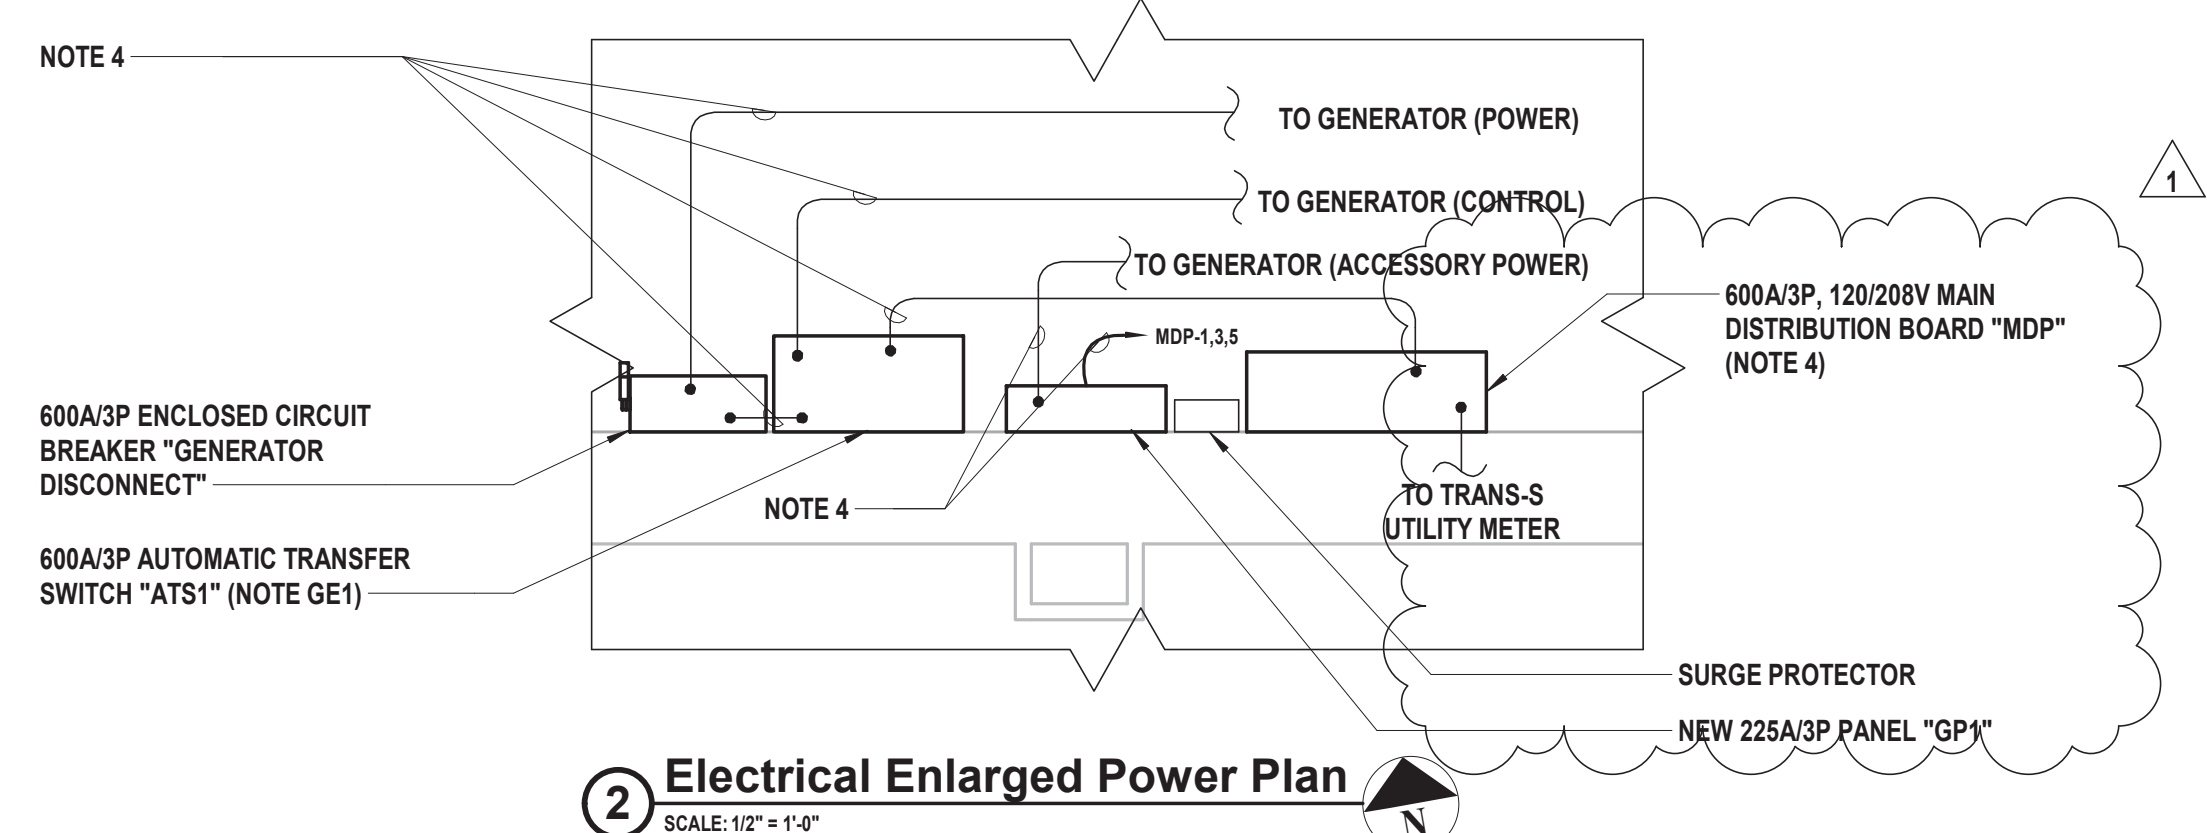 NOTE 4
TO GENERATOR (POWER)
1
TO GENERATOR (CONTROL)
TO GENERATOR (ACCESSORY POWER)
600A/3P, 120/208V MAIN
DISTRIBUTION BOARD "MDP"
(NOTE 4)
MDP-1,3,5
600A/3P ENCLOSED CIRCUIT
BREAKER "GENERATOR
DISCONNECT"
NOTE 4
TO TRANS-S
UTILITY METER
600A/3P AUTOMATIC TRANSFER
SWITCH "ATS1" (NOTE GE1)
SURGE PROTECTOR
NEW 225A/3P PANEL "GP1"
2
Electrical Enlarged Power Plan
SCALE: 1/2" = 1'-0"
N